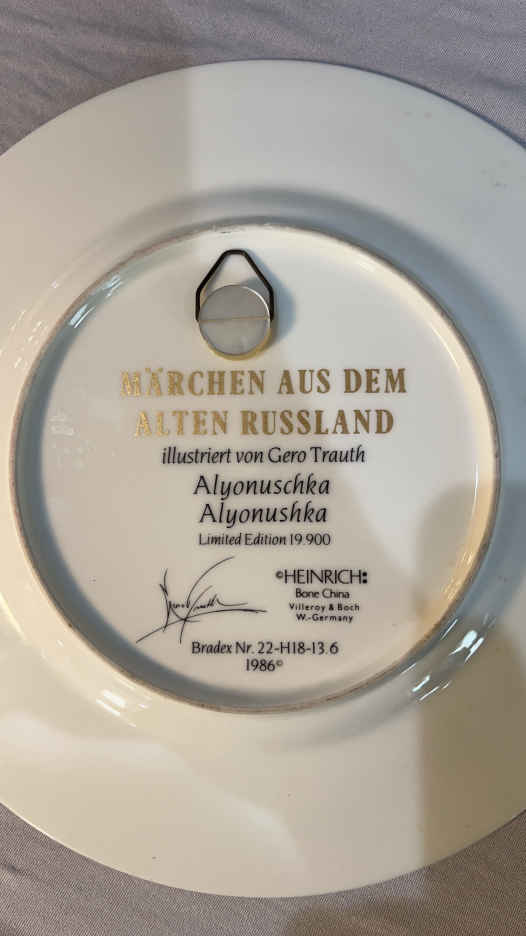 MÄRCHEN AUS DEM
ALTEN RUSSLAND
illustriert von Gero Trauth
Alyonuschka
Alyonushka
Limited Edition 19.900
©HEINRICH:
Bone China
Villeroy & Boch
W.-Germany
Bradex Nr. 22-H18-13.6
1986©